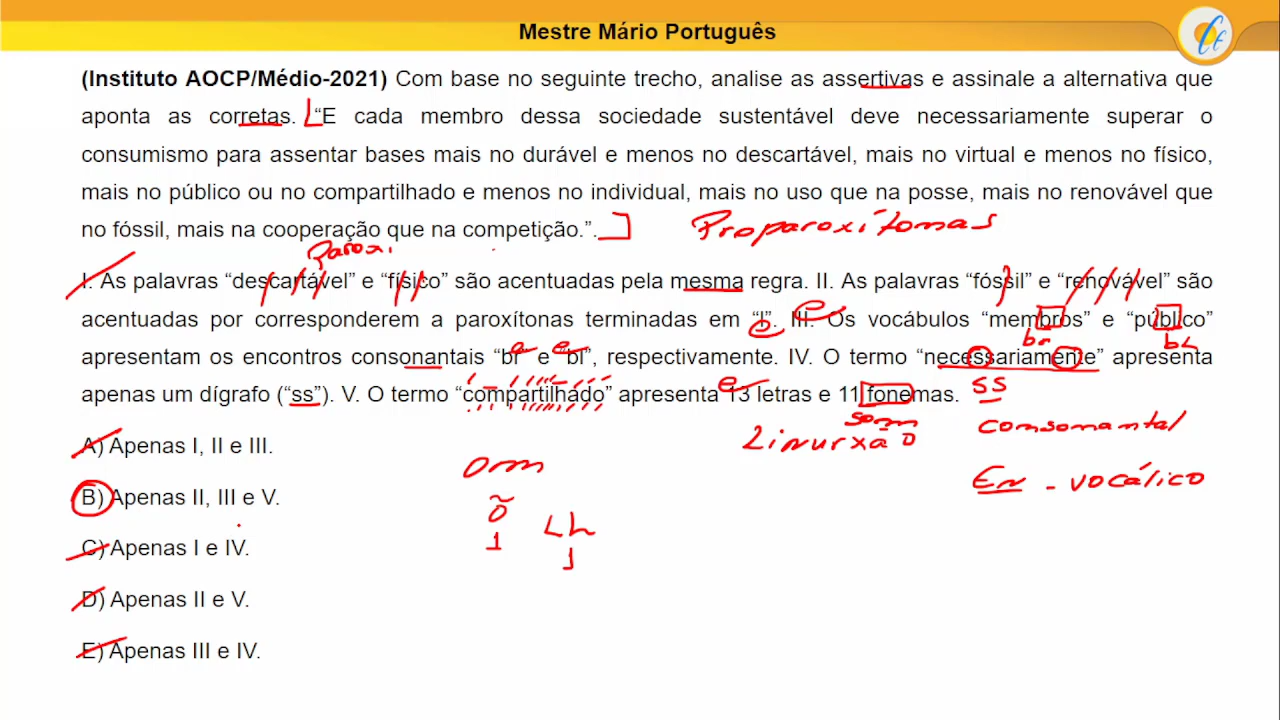 Mestre Mário Português
(Instituto AOCP/Médio-2021) Com base no seguinte trecho, analise as assertivas e assinale a alternativa que
aponta as corretas. “E cada membro dessa sociedade sustentável deve necessariamente superar o
consumismo para assentar bases mais no durável e menos no descartável, mais no virtual e menos no físico,
mais no público ou no compartilhado e menos no individual, mais no uso que na posse, mais no renovável que
no fóssil, mais na cooperação que na competição.”.
Proparoxítomas
Paroxi
I. As palavras “descartável” e “físico” são acentuadas pela mesma regra. II. As palavras “fóssil” e “renovável” são
acentuadas por corresponderem a paroxítonas terminadas em “l”. III. Os vocábulos “membros” e “público”
e
e
br
bl
apresentam os encontros consonantais “br” e “bl”, respectivamente. IV. O termo “necessariamente” apresenta
e
e
ss
apenas um dígrafo (“ss”). V. O termo “compartilhado” apresenta 13 letras e 11 fonemas.
e
som
consonantal
A) Apenas I, II e III.
om
EN - vocálico
B) Apenas II, III e V.
õ
1
Lh
1
C) Apenas I e IV.
D) Apenas II e V.
E) Apenas III e IV.